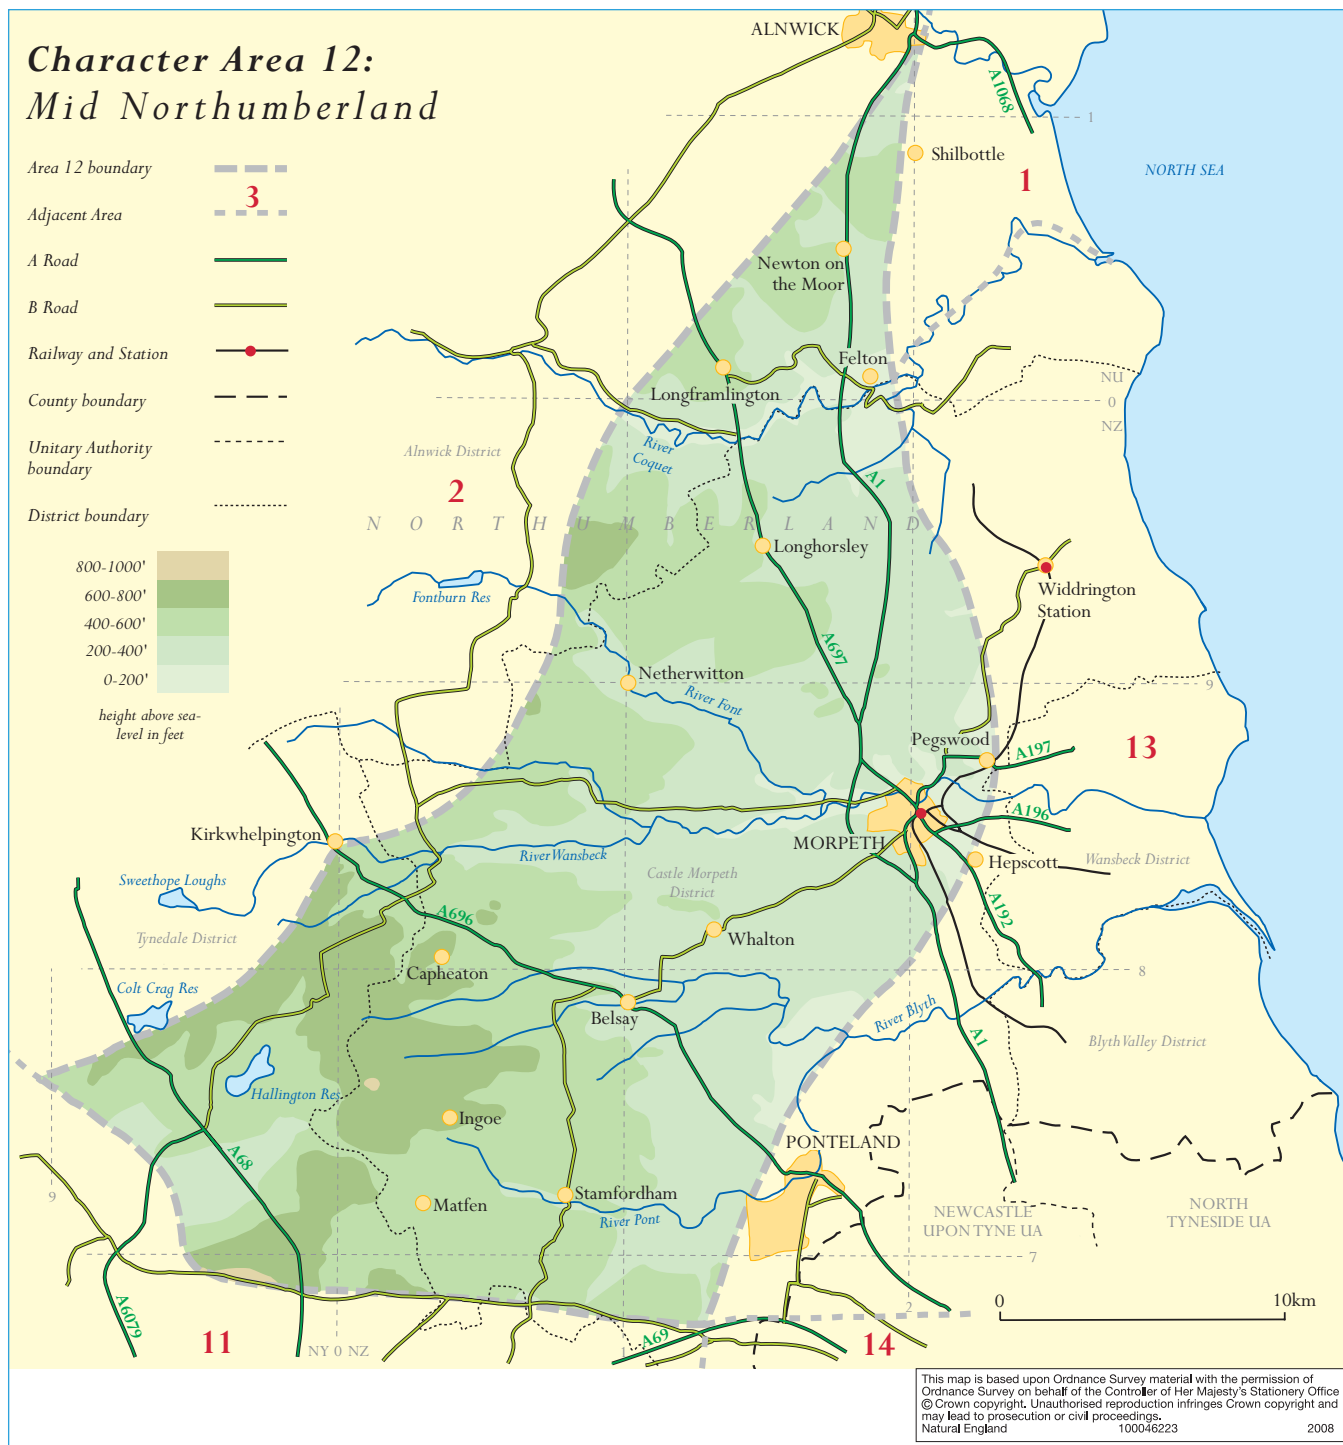 Character Area 12:
Mid Northumberland
Area 12 boundary
3
Adjacent Area
A Road
B Road
Railway and Station
County boundary
Unitary Authority
boundary
District boundary
800-1000'
600-800'
400-600'
200-400'
0-200'
height above sea-
level in feet
ALNWICK
A1068
1
Shilbottle
1
NORTH SEA
Newton on
the Moor
Felton
Longframlington
NU
0
NZ
River
Coquet
Alnwick District
2
A1
NORTHUMBERLAND
Longhorsley
Widdrington
Station
Fontburn Res
A697
Netherwitton
River Font
9
Pegswood
A197
13
A196
Kirkwhelpington
MORPETH
River Wansbeck
Hepscott
Wansbeck District
Castle Morpeth
District
Sweethope Loughs
A696
A192
Tynedale District
Whalton
Capheaton
8
Colt Crag Res
Belsay
River Blyth
A1
Blyth Valley District
Hallington Res
Ingoe
PONTELAND
A68
9
Stamfordham
Matfen
River Pont
NEWCASTLE
UPON TYNE UA
NORTH
TYNESIDE UA
7
A6079
11
NY 0 NZ
1
A69
14
2
0
10km
This map is based upon Ordnance Survey material with the permission of
Ordnance Survey on behalf of the Controller of Her Majesty's Stationery Office
© Crown copyright. Unauthorised reproduction infringes Crown copyright and
may lead to prosecution or civil proceedings.
Natural England 100046223 2008